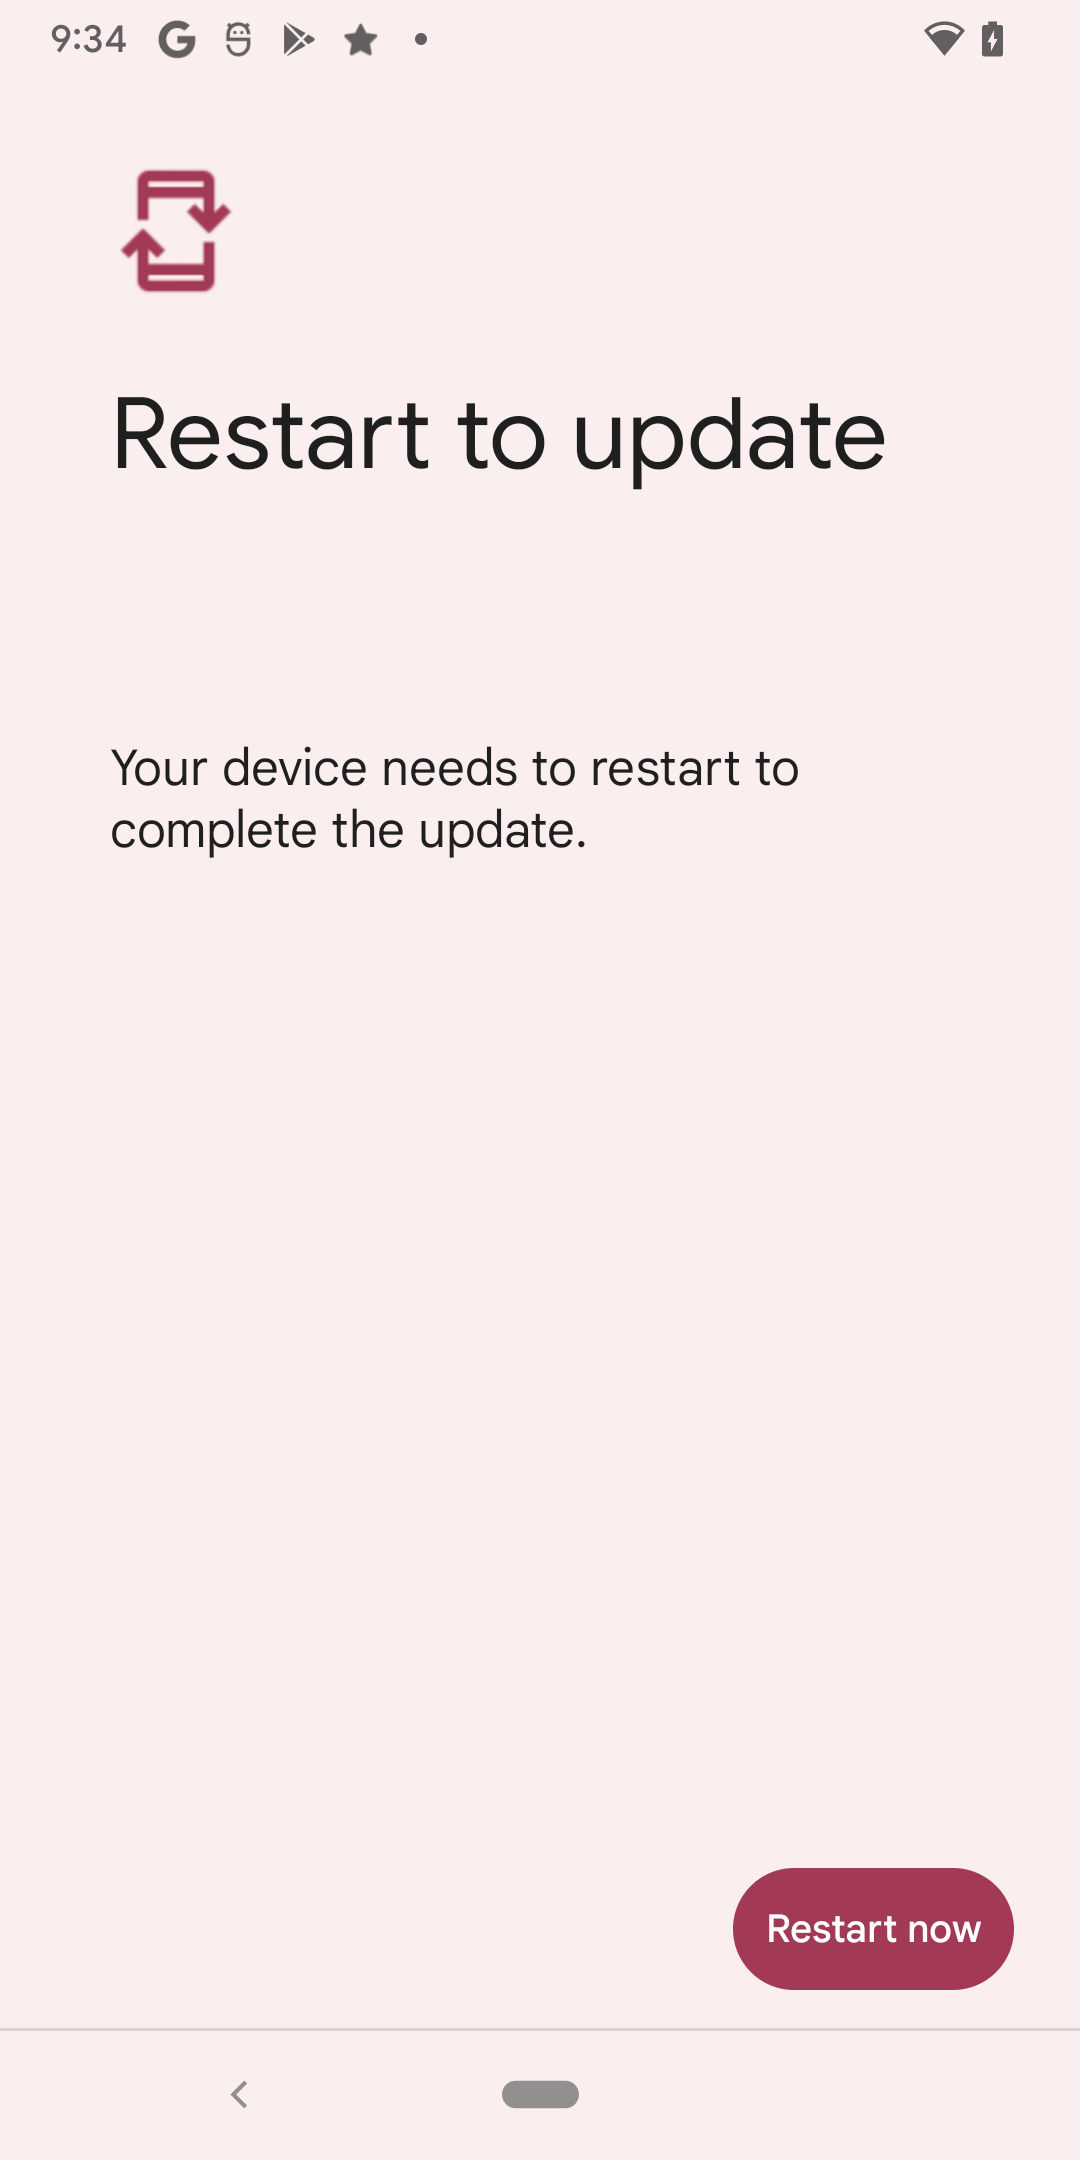 9:34
Restart to update
Your device needs to restart to
complete the update.
Restart now